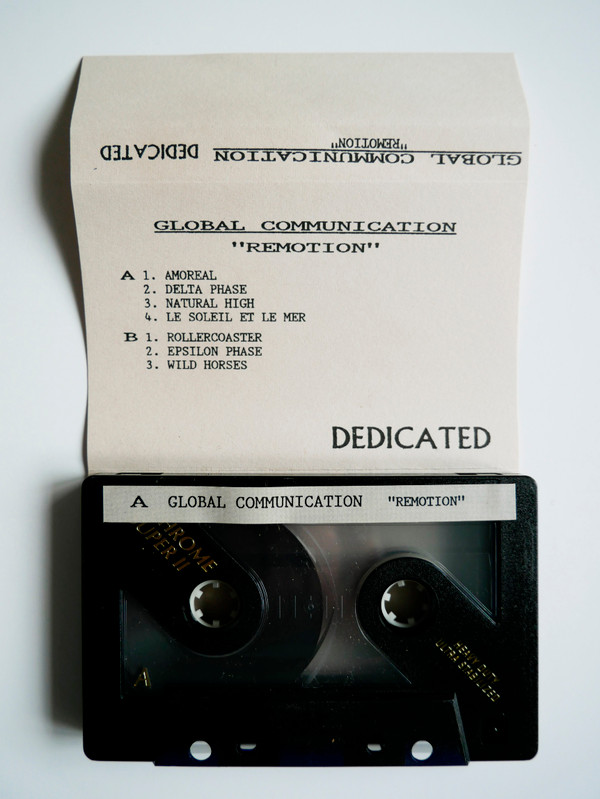 "REMOTION"
DEDICATED GLOBAL COMMUNICATION
GLOBAL COMMUNICATION
"REMOTION"
A 1. AMOREAL
2. DELTA PHASE
3. NATURAL HIGH
4. LE SOLEIL ET LE MER
B 1. ROLLERCOASTER
2. EPSILON PHASE
3. WILD HORSES
DEDICATED
A GLOBAL COMMUNICATION "REMOTION"
CHROME
SUPER II
A